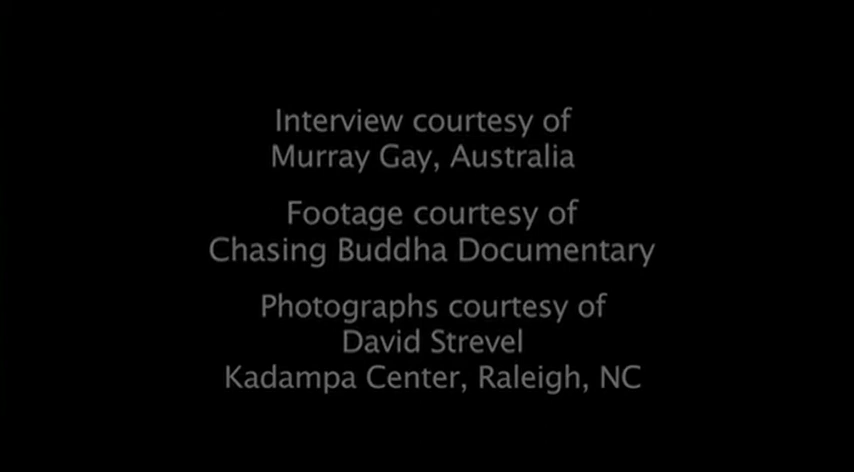 Interview courtesy of
Murray Gay, Australia
Footage courtesy of
Chasing Buddha Documentary
Photographs courtesy of
David Strevel
Kadampa Center, Raleigh, NC